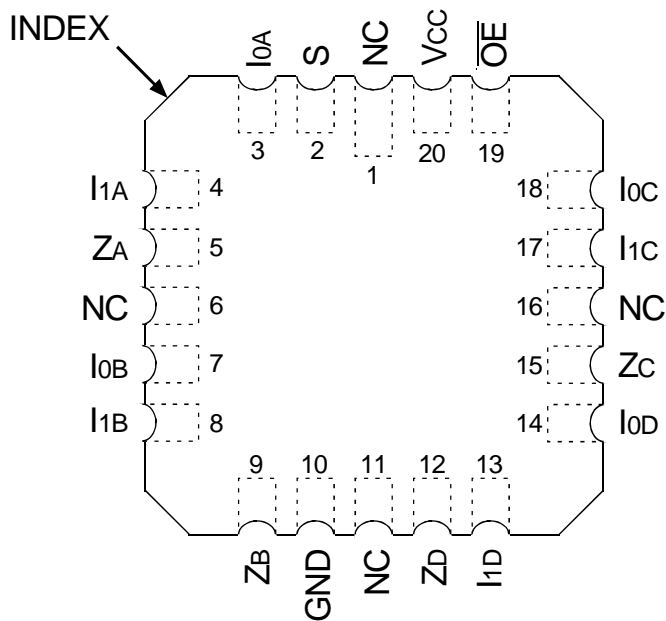 INDEX
I0A S NC VCC OE
3 2 1 20 19
I1A 4 18 I0C
ZA 5 17 I1C
NC 6 16 NC
I0B 7 15 ZC
I1B 8 14 I0D
9 10 11 12 13
ZB GND NC ZD I1D